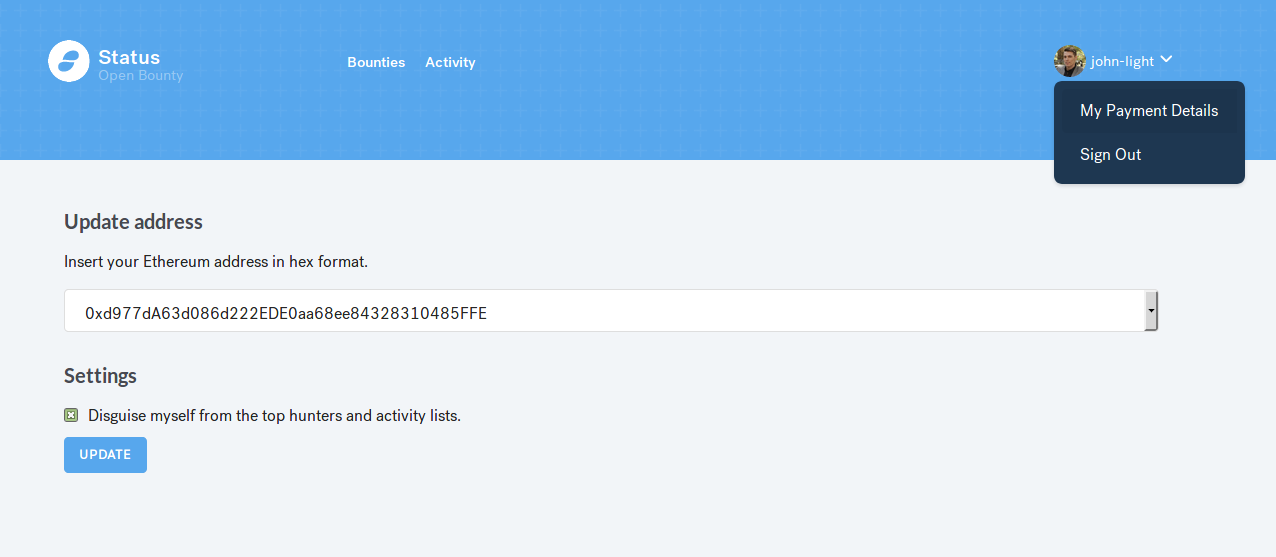 Status
Open Bounty
Bounties
Activity
john-light
My Payment Details
Sign Out
Update address
Insert your Ethereum address in hex format.
0xd977dA63d086d222EDE0aa68ee84328310485FFE
Settings
Disguise myself from the top hunters and activity lists.
UPDATE